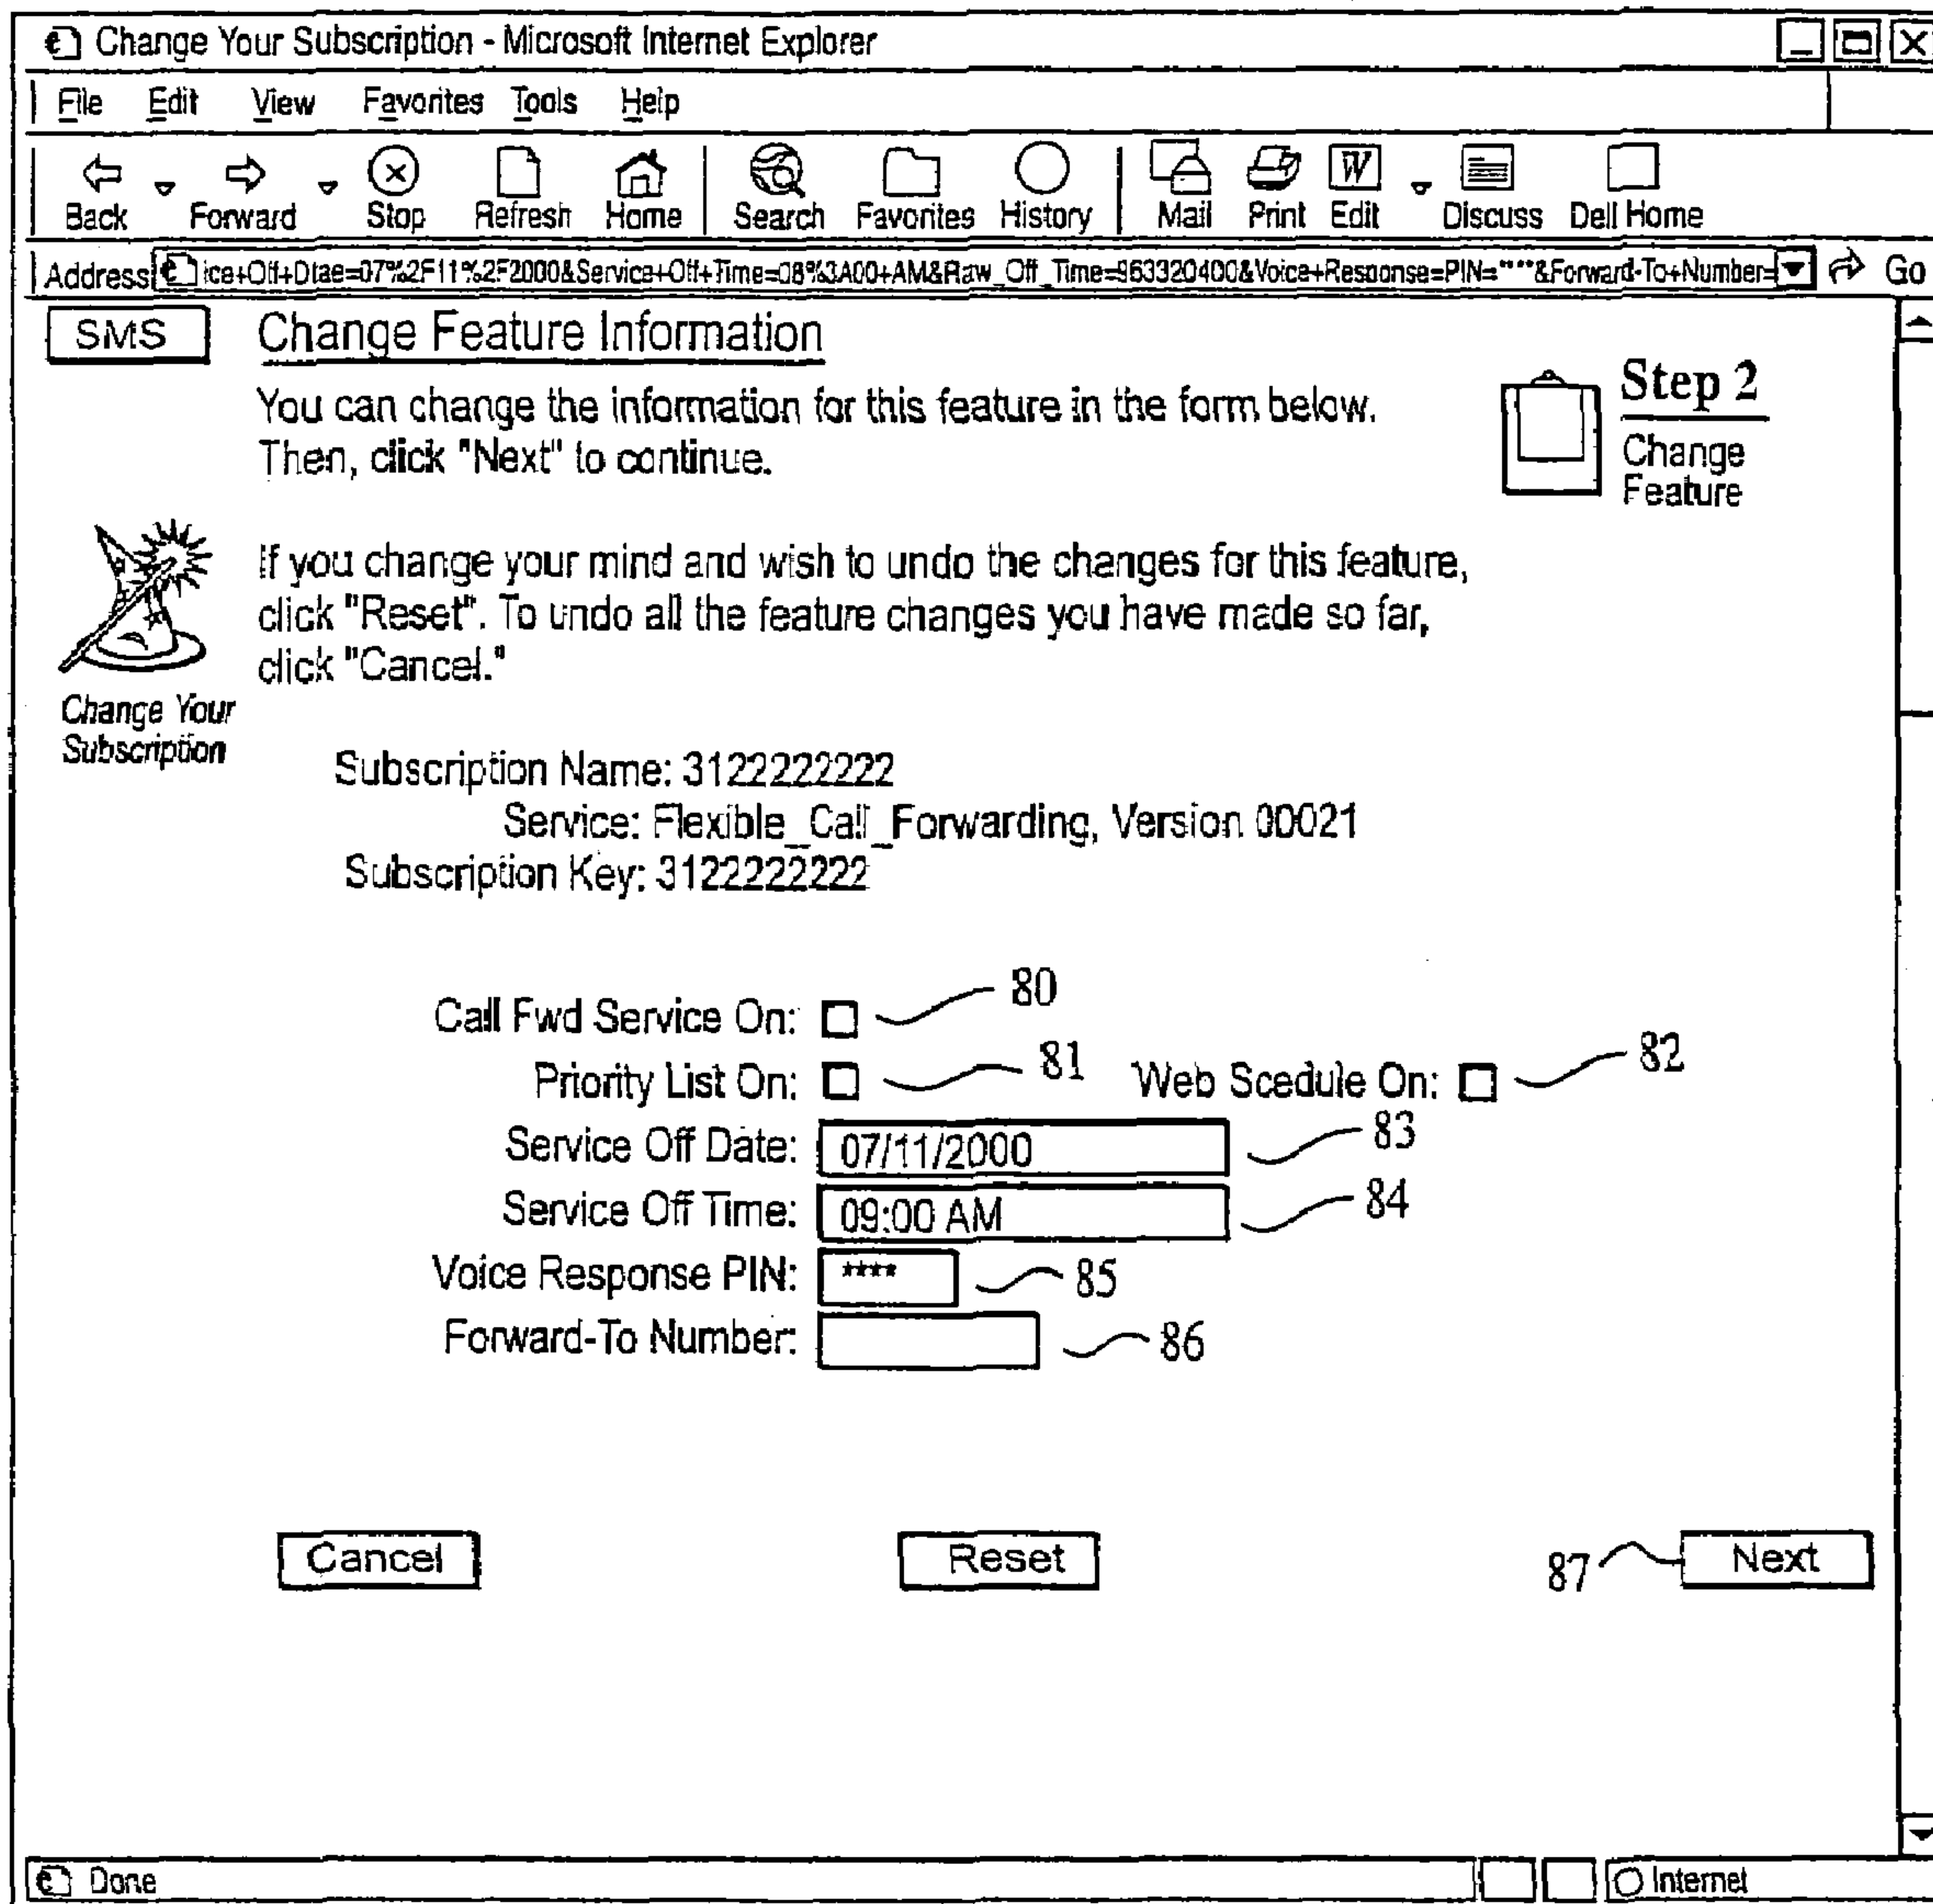 Change Your Subscription - Microsoft Internet Explorer
File Edit View Favorites Tools Help
Back Forward Stop Refresh Home Search Favorites History Mail Print Edit Discuss Dell Home
W
Address ice+Off+Dtae=07%2F11%2F2000&Service+Off+Time=08%3A00+AM&Raw_Off_Time=963320400&Voice+Response=PIN=****&Forward-To+Number= Go
SMS Change Feature Information
You can change the information for this feature in the form below.
Then, click "Next" to continue.
Step 2
Change
Feature
If you change your mind and wish to undo the changes for this feature,
click "Reset". To undo all the feature changes you have made so far,
click "Cancel."
Change Your
Subscription
Subscription Name: 3122222222
Service: Flexible_Call_Forwarding, Version 00021
Subscription Key: 3122222222
Call Fwd Service On: 80
Priority List On: 81 Web Scedule On: 82
Service Off Date: 07/11/2000 83
Service Off Time: 09:00 AM 84
Voice Response PIN: **** 85
Forward-To Number: 86
Cancel Reset 87 Next
Done Internet